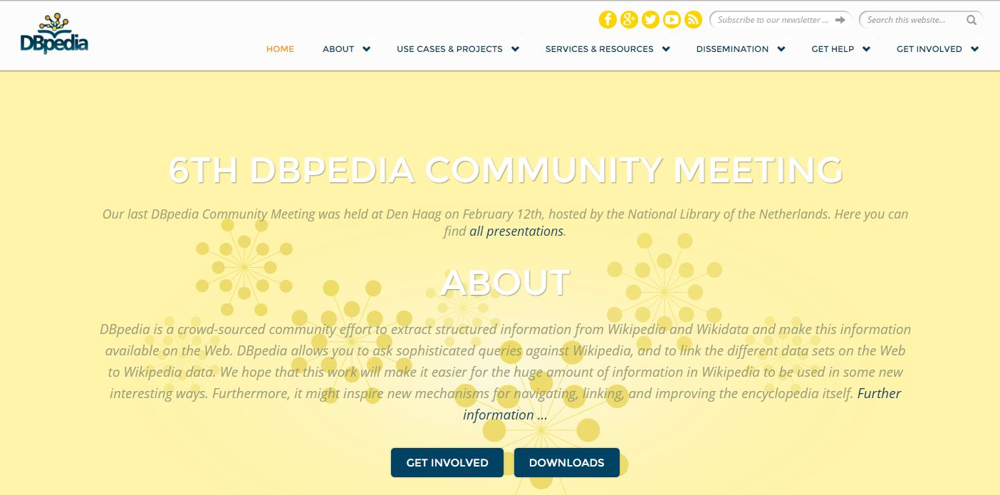 Subscribe to our newsletter ...
Search this website...
DBpedia
HOME
ABOUT
USE CASES & PROJECTS
SERVICES & RESOURCES
DISSEMINATION
GET HELP
GET INVOLVED
6TH DBPEDIA COMMUNITY MEETING
Our last DBpedia Community Meeting was held at Den Haag on February 12th, hosted by the National Library of the Netherlands. Here you can
find all presentations.
ABOUT
DBpedia is a crowd-sourced community effort to extract structured information from Wikipedia and Wikidata and make this information
available on the Web. DBpedia allows you to ask sophisticated queries against Wikipedia, and to link the different data sets on the Web
to Wikipedia data. We hope that this work will make it easier for the huge amount of information in Wikipedia to be used in some new
interesting ways. Furthermore, it might inspire new mechanisms for navigating, linking, and improving the encyclopedia itself. Further
information ...
GET INVOLVED
DOWNLOADS